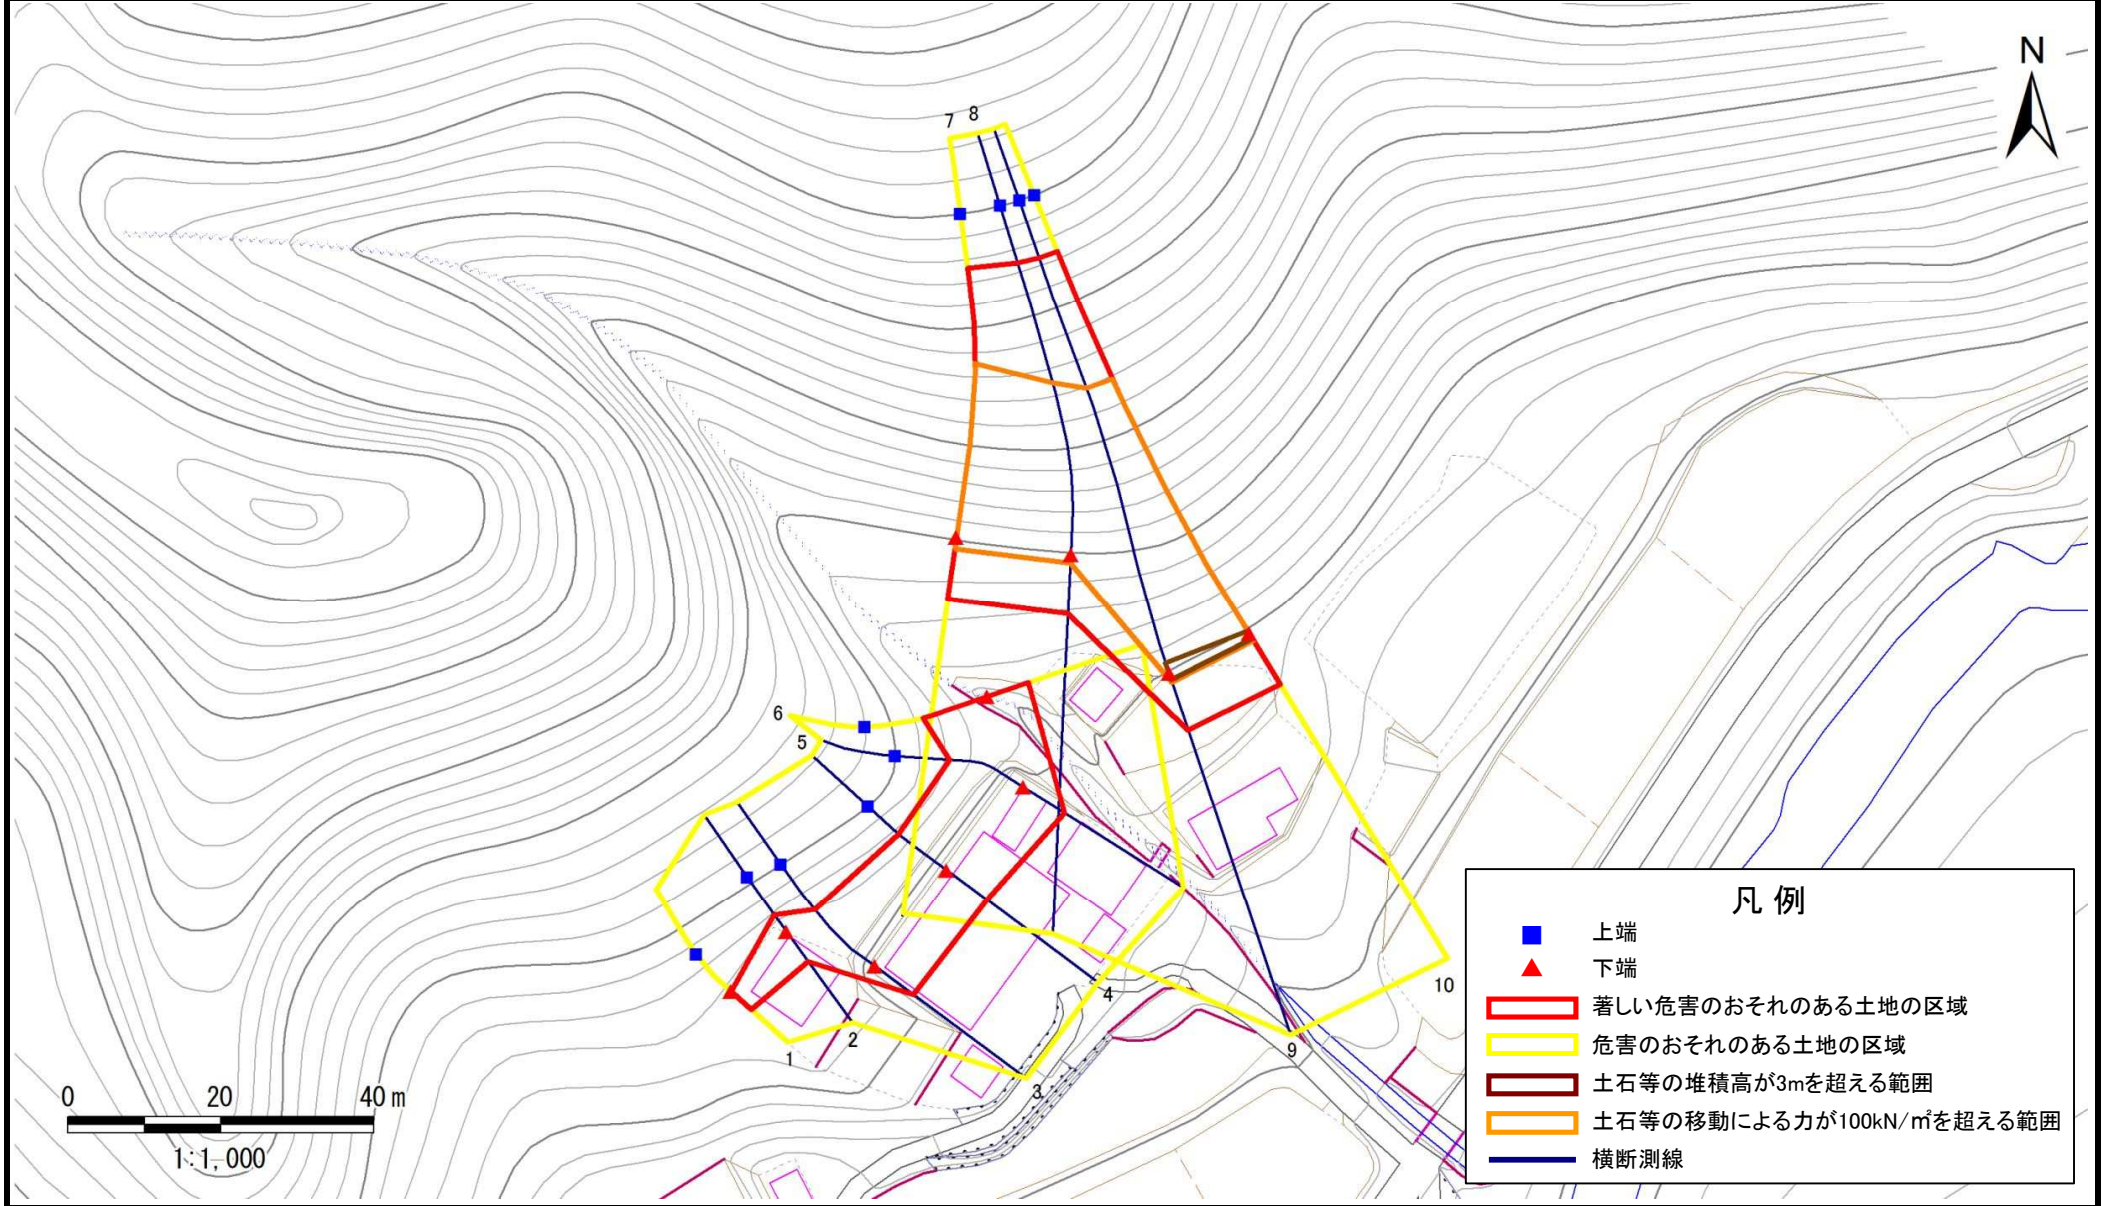 N
7 8
6
5
4
10
2
1
9
3
0 20 40 m
1:1,000
凡 例
上端
下端
著しい危害のおそれのある土地の区域
危害のおそれのある土地の区域
土石等の堆積高が3mを超える範囲
土石等の移動による力が100kN/㎡を超える範囲
横断測線